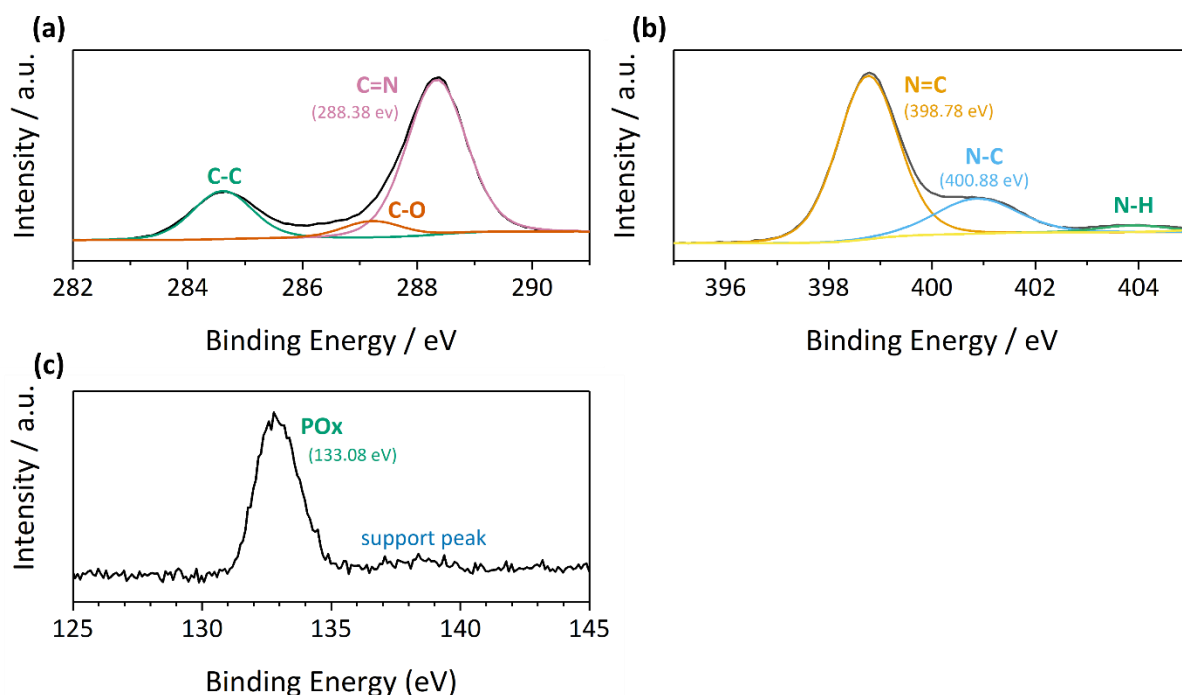 (a)
Intensity / a.u.
C=N
(288.38 ev)
C-C
C-O
282 284 286 288 290
Binding Energy / eV
(b)
Intensity / a.u.
N=C
(398.78 eV)
N-C
(400.88 eV)
N-H
396 398 400 402 404
Binding Energy / eV
(c)
Intensity / a.u.
POx
(133.08 eV)
support peak
125 130 135 140 145
Binding Energy (eV)